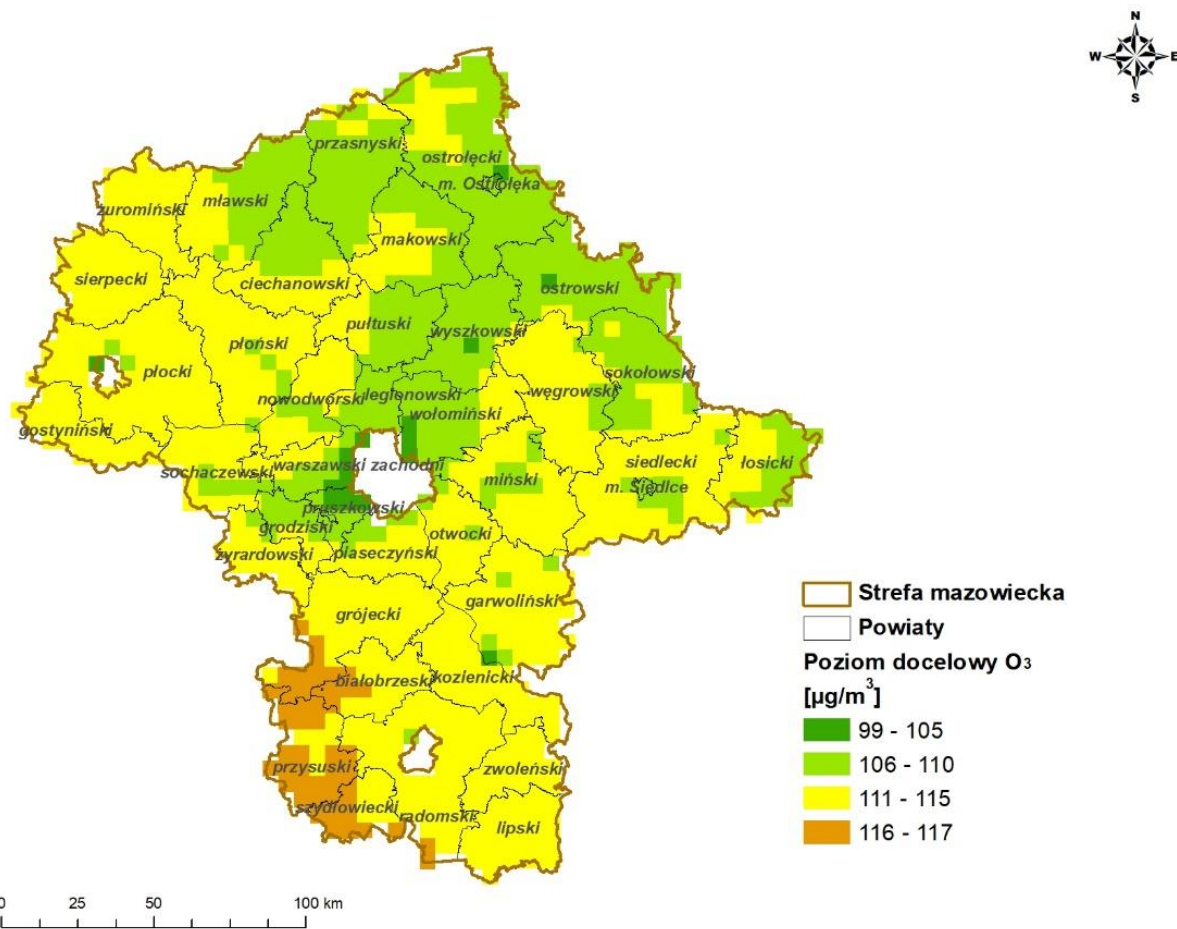 N
W E
S
przasnyski
ostrołęcki
m. Ostrołęka
żuromiński
mławski
makowski
sierpecki
ciechanowski
ostrowski
pułtuski
wyszkowski
płoński
płocki
sokołowski
węgrowski
nowodworski
legionowski
wołomiński
gostyniński
sochaczewski
warszawski zachodni
siedlecki
łosicki
miński
m. Siedlce
pruszkowski
grodziski
otwocki
żyrardowski
piaseczyński
garwoliński
grójecki
białobrzeski
kozienicki
przysuski
zwoleński
szydłowiecki
radomski
lipski
Strefa mazowiecka
Powiaty
Poziom docelowy O3
[µg/m³]
99 - 105
106 - 110
111 - 115
116 - 117
0 25 50 100 km